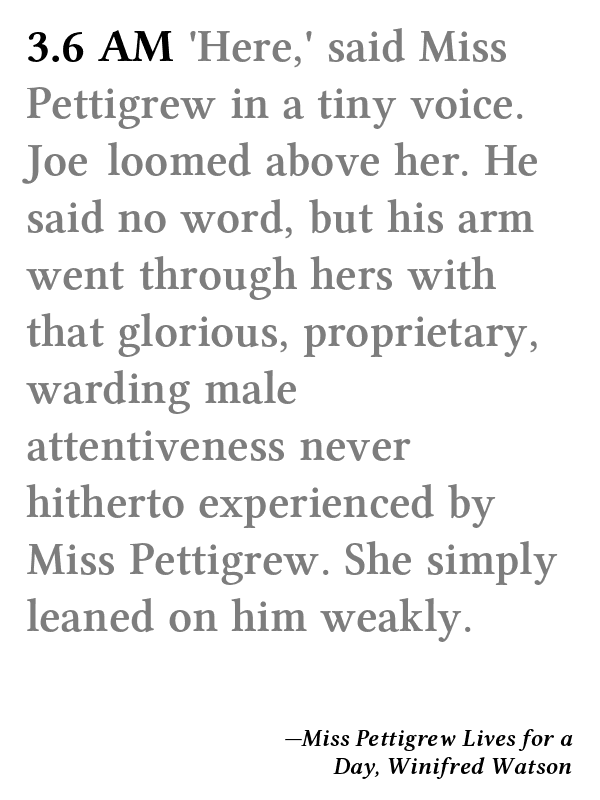 3.6 AM 'Here,' said Miss
Pettigrew in a tiny voice.
Joe loomed above her. He
said no word, but his arm
went through hers with
that glorious, proprietary,
warding male
attentiveness never
hitherto experienced by
Miss Pettigrew. She simply
leaned on him weakly.
—Miss Pettigrew Lives for a
Day, Winifred Watson